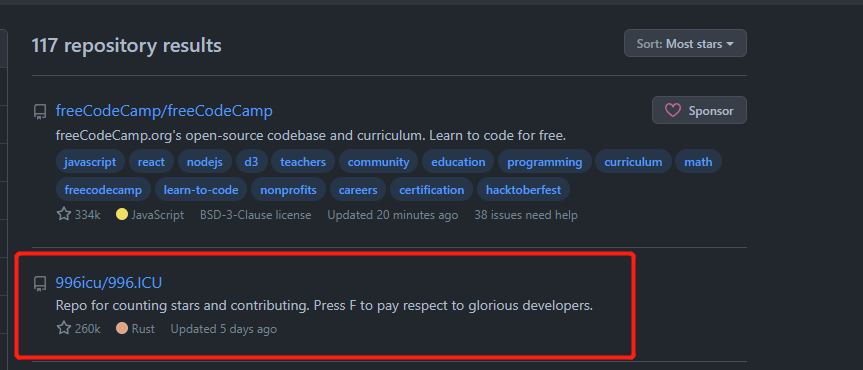 117 repository results
Sort: Most stars
freeCodeCamp/freeCodeCamp
Sponsor
freeCodeCamp.org's open-source codebase and curriculum. Learn to code for free.
javascript react nodejs d3 teachers community education programming curriculum math
freecodecamp learn-to-code nonprofits careers certification hacktoberfest
334k JavaScript BSD-3-Clause license Updated 20 minutes ago 38 issues need help
996icu/996.ICU
Repo for counting stars and contributing. Press F to pay respect to glorious developers.
260k Rust Updated 5 days ago